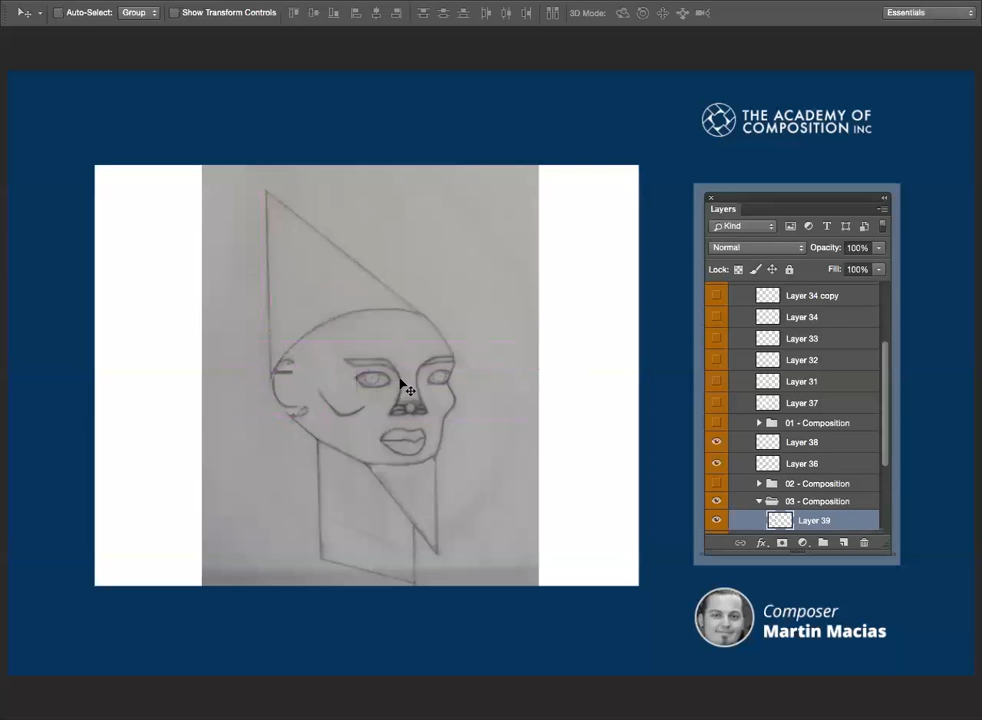 Auto-Select:
Group
Show Transform Controls
3D Mode:
Essentials
THE ACADEMY OF
COMPOSITION INC
Layers
Kind
Normal
Opacity: 100%
Lock:
Fill: 100%
Layer 34 copy
Layer 34
Layer 33
Layer 32
Layer 31
Layer 37
01 - Composition
Layer 38
Layer 36
02 - Composition
03 - Composition
Layer 39
fx
Composer
Martin Macias